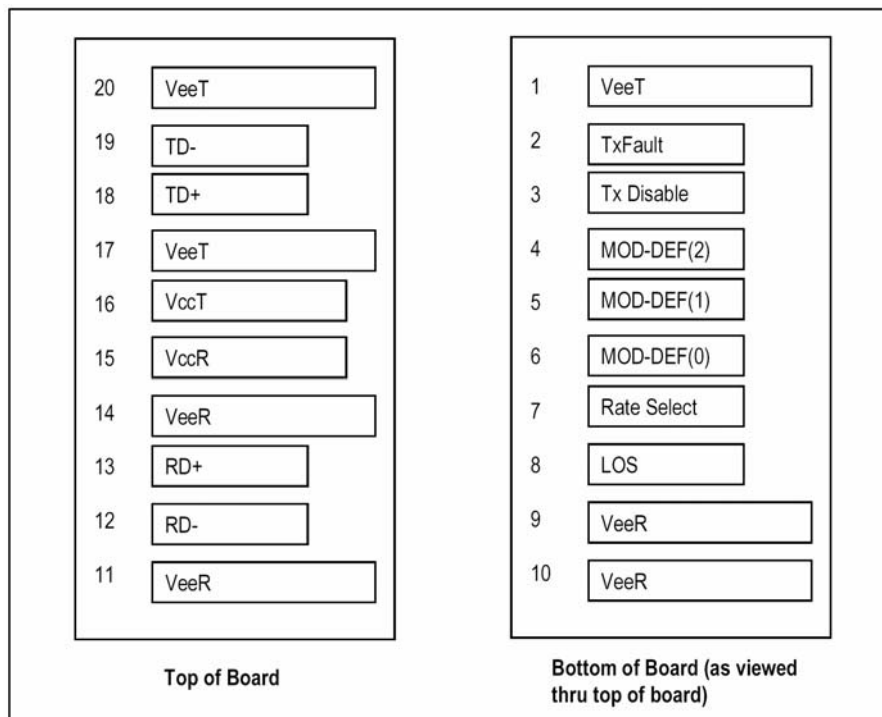 20 VeeT
19 TD-
18 TD+
17 VeeT
16 VccT
15 VccR
14 VeeR
13 RD+
12 RD-
11 VeeR
Top of Board
1 VeeT
2 TxFault
3 Tx Disable
4 MOD-DEF(2)
5 MOD-DEF(1)
6 MOD-DEF(0)
7 Rate Select
8 LOS
9 VeeR
10 VeeR
Bottom of Board (as viewed
thru top of board)